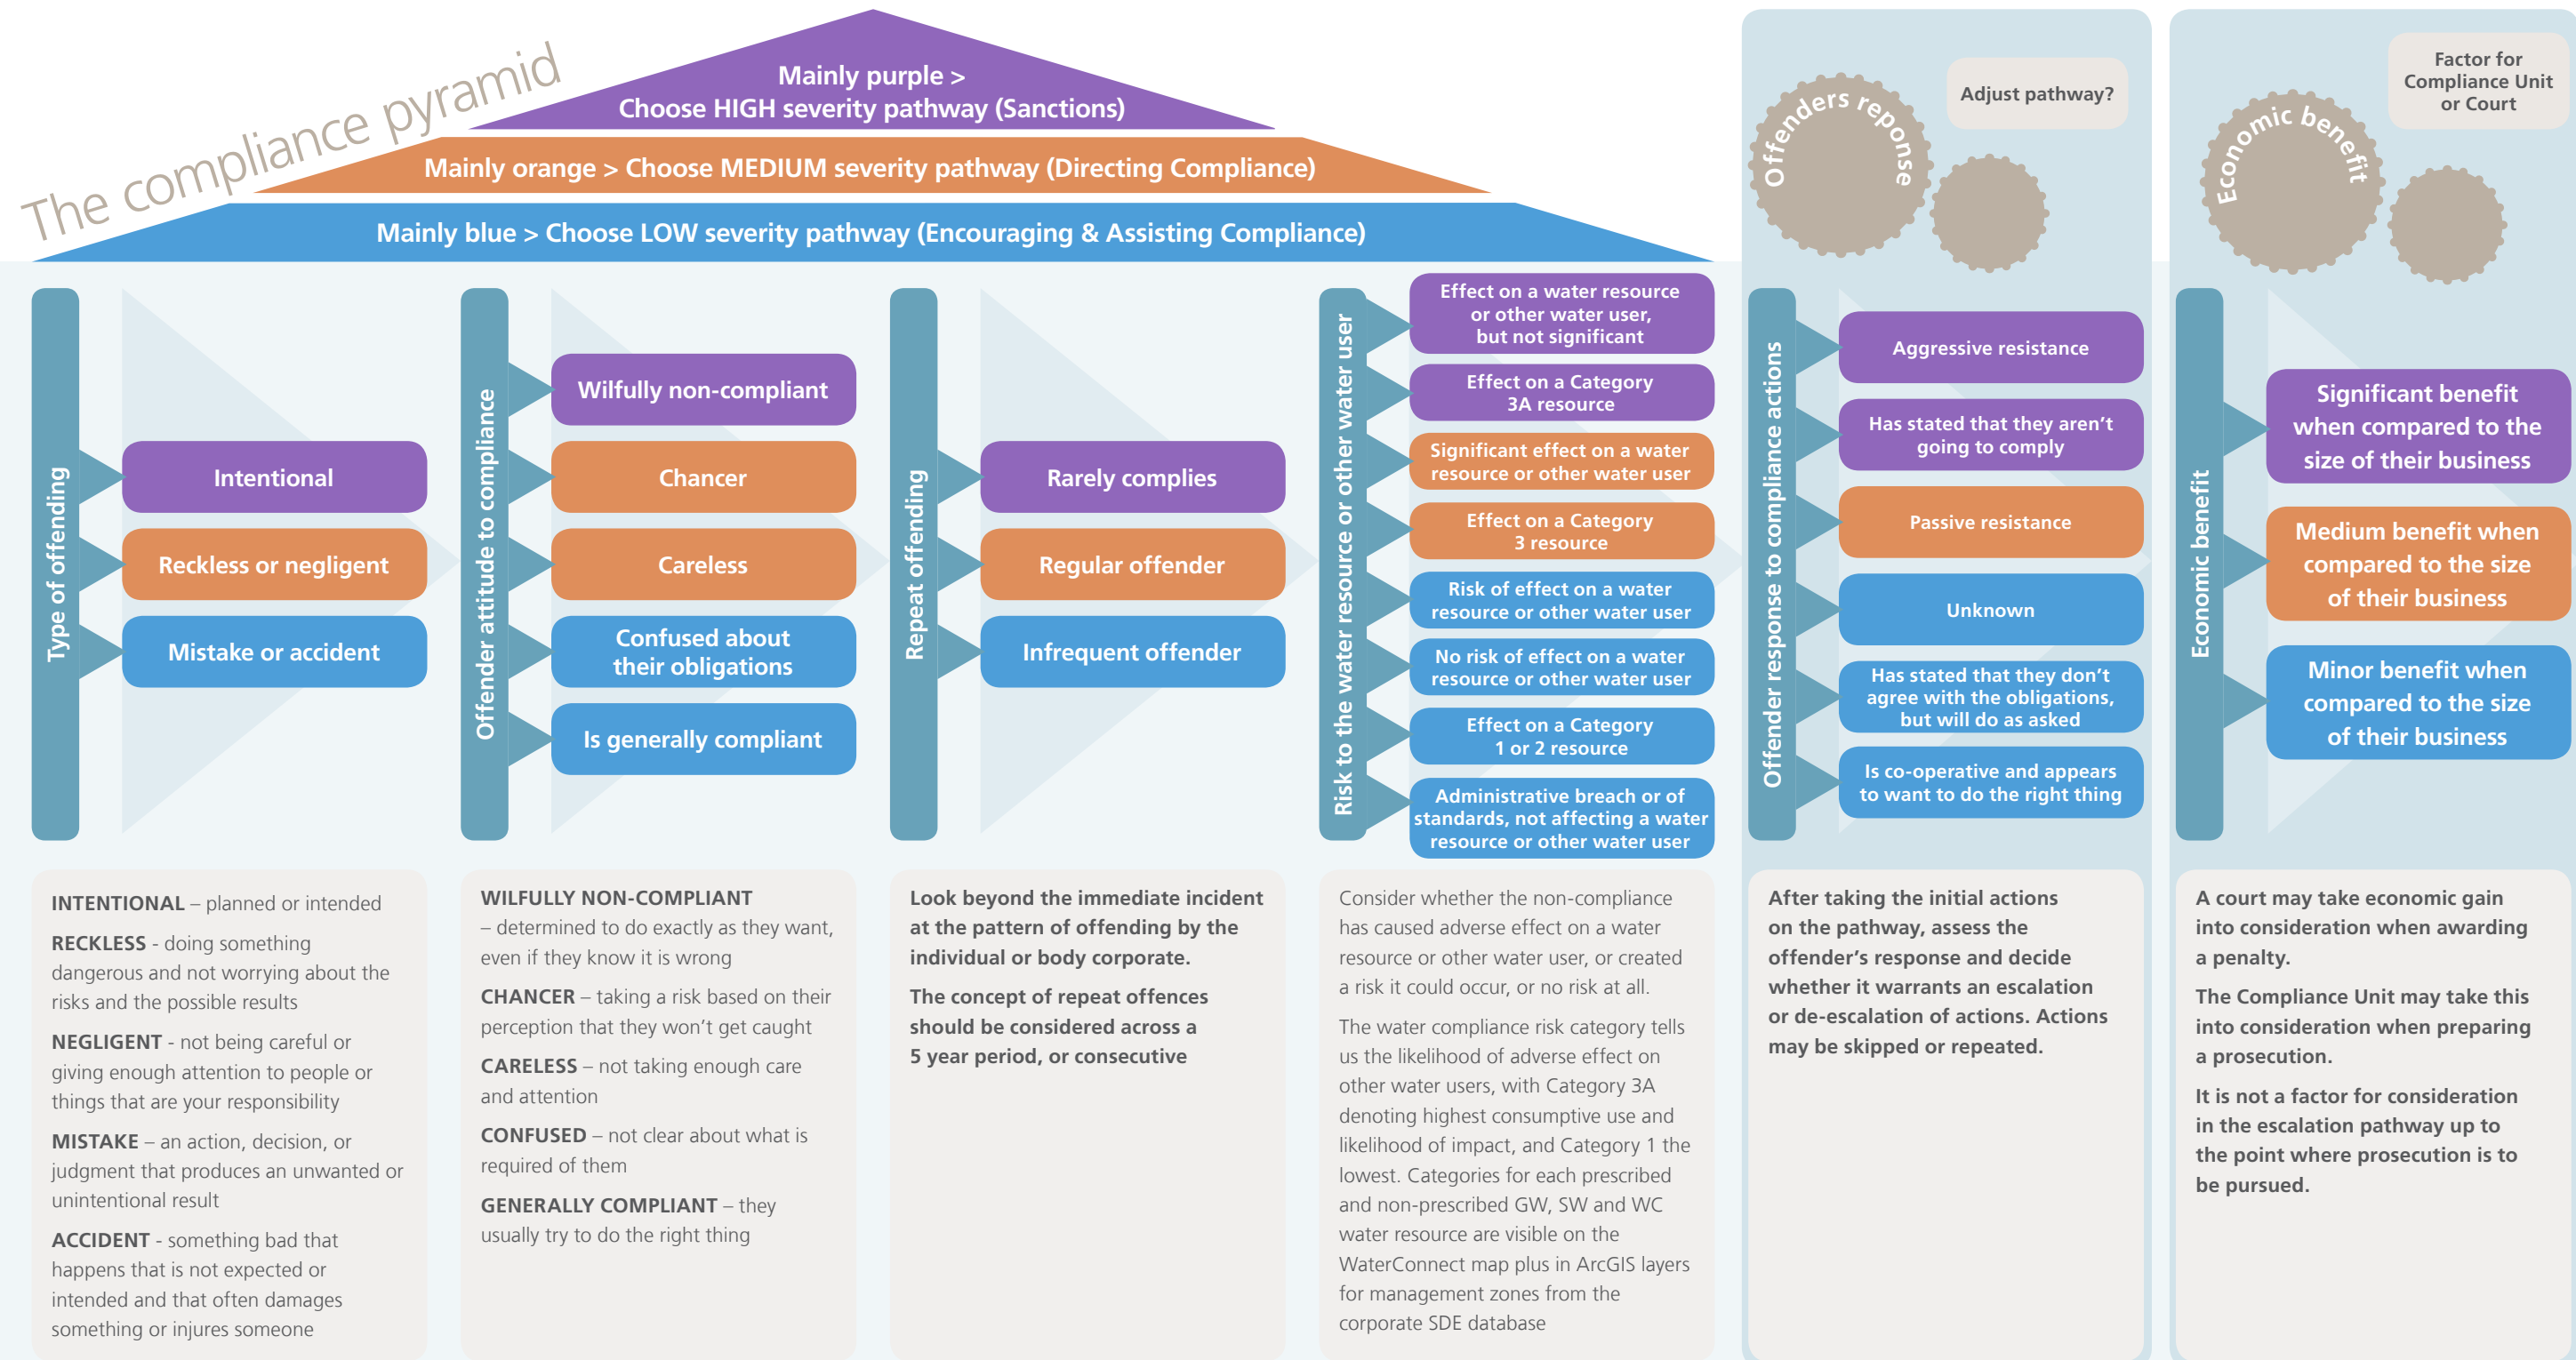 The compliance pyramid
Mainly purple >
Choose HIGH severity pathway (Sanctions)
Mainly orange > Choose MEDIUM severity pathway (Directing Compliance)
Mainly blue > Choose LOW severity pathway (Encouraging & Assisting Compliance)
Offenders reponse
Adjust pathway?
Economic benefit
Factor for
Compliance Unit
or Court
Type of offending
Intentional
Reckless or negligent
Mistake or accident
Offender attitude to compliance
Wilfully non-compliant
Chancer
Careless
Confused about
their obligations
Is generally compliant
Repeat offending
Rarely complies
Regular offender
Infrequent offender
Risk to the water resource or other water user
Effect on a water resource
or other water user,
but not significant
Effect on a Category
3A resource
Significant effect on a water
resource or other water user
Effect on a Category
3 resource
Risk of effect on a water
resource or other water user
No risk of effect on a water
resource or other water user
Effect on a Category
1 or 2 resource
Administrative breach or of
standards, not affecting a water
resource or other water user
Offender response to compliance actions
Aggressive resistance
Has stated that they aren't
going to comply
Passive resistance
Unknown
Has stated that they don't
agree with the obligations,
but will do as asked
Is co-operative and appears
to want to do the right thing
Economic benefit
Significant benefit
when compared to the
size of their business
Medium benefit when
compared to the size
of their business
Minor benefit when
compared to the size
of their business
INTENTIONAL – planned or intended
RECKLESS - doing something
dangerous and not worrying about the
risks and the possible results
NEGLIGENT - not being careful or
giving enough attention to people or
things that are your responsibility
MISTAKE – an action, decision, or
judgment that produces an unwanted or
unintentional result
ACCIDENT - something bad that
happens that is not expected or
intended and that often damages
something or injures someone
WILFULLY NON-COMPLIANT
– determined to do exactly as they want,
even if they know it is wrong
CHANCER – taking a risk based on their
perception that they won't get caught
CARELESS – not taking enough care
and attention
CONFUSED – not clear about what is
required of them
GENERALLY COMPLIANT – they
usually try to do the right thing
Look beyond the immediate incident
at the pattern of offending by the
individual or body corporate.
The concept of repeat offences
should be considered across a
5 year period, or consecutive
Consider whether the non-compliance
has caused adverse effect on a water
resource or other water user, or created
a risk it could occur, or no risk at all.
The water compliance risk category tells
us the likelihood of adverse effect on
other water users, with Category 3A
denoting highest consumptive use and
likelihood of impact, and Category 1 the
lowest. Categories for each prescribed
and non-prescribed GW, SW and WC
water resource are visible on the
WaterConnect map plus in ArcGIS layers
for management zones from the
corporate SDE database
After taking the initial actions
on the pathway, assess the
offender's response and decide
whether it warrants an escalation
or de-escalation of actions. Actions
may be skipped or repeated.
A court may take economic gain
into consideration when awarding
a penalty.
The Compliance Unit may take this
into consideration when preparing
a prosecution.
It is not a factor for consideration
in the escalation pathway up to
the point where prosecution is to
be pursued.